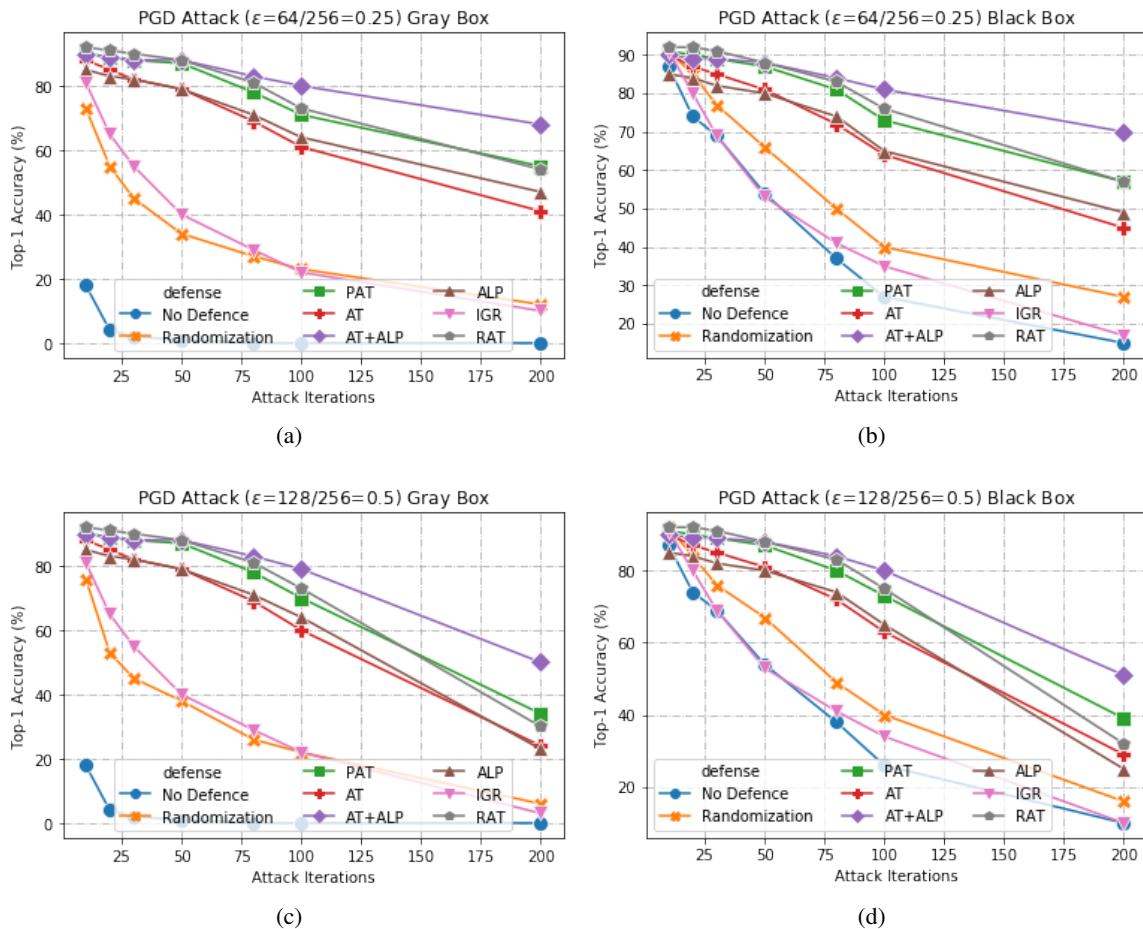 PGD Attack (ε=64/256=0.25) Gray Box
Top-1 Accuracy (%)
80
60
40
20
0
defense
No Defence
Randomization
PAT
AT
AT+ALP
ALP
IGR
RAT
25 50 75 100 125 150 175 200
Attack Iterations
(a)
PGD Attack (ε=64/256=0.25) Black Box
Top-1 Accuracy (%)
90
80
70
60
50
40
30
20
defense
No Defence
Randomization
PAT
AT
AT+ALP
ALP
IGR
RAT
25 50 75 100 125 150 175 200
Attack Iterations
(b)
PGD Attack (ε=128/256=0.5) Gray Box
Top-1 Accuracy (%)
80
60
40
20
0
defense
No Defence
Randomization
PAT
AT
AT+ALP
ALP
IGR
RAT
25 50 75 100 125 150 175 200
Attack Iterations
(c)
PGD Attack (ε=128/256=0.5) Black Box
Top-1 Accuracy (%)
80
60
40
20
defense
No Defence
Randomization
PAT
AT
AT+ALP
ALP
IGR
RAT
25 50 75 100 125 150 175 200
Attack Iterations
(d)